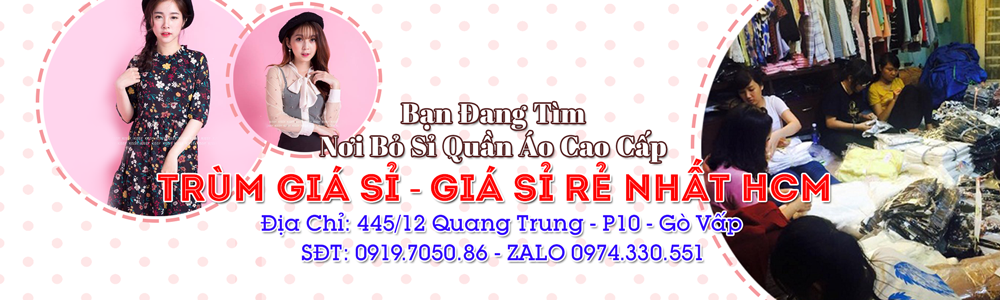 Bạn Đang Tìm
Nơi Bỏ Sỉ Quần Áo Cao Cấp
TRÙM GIÁ SỈ - GIÁ SỈ RẺ NHẤT HCM
Địa Chỉ: 445/12 Quang Trung - P10 - Gò Vấp
SĐT: 0919.7050.86 - ZALO 0974.330.551